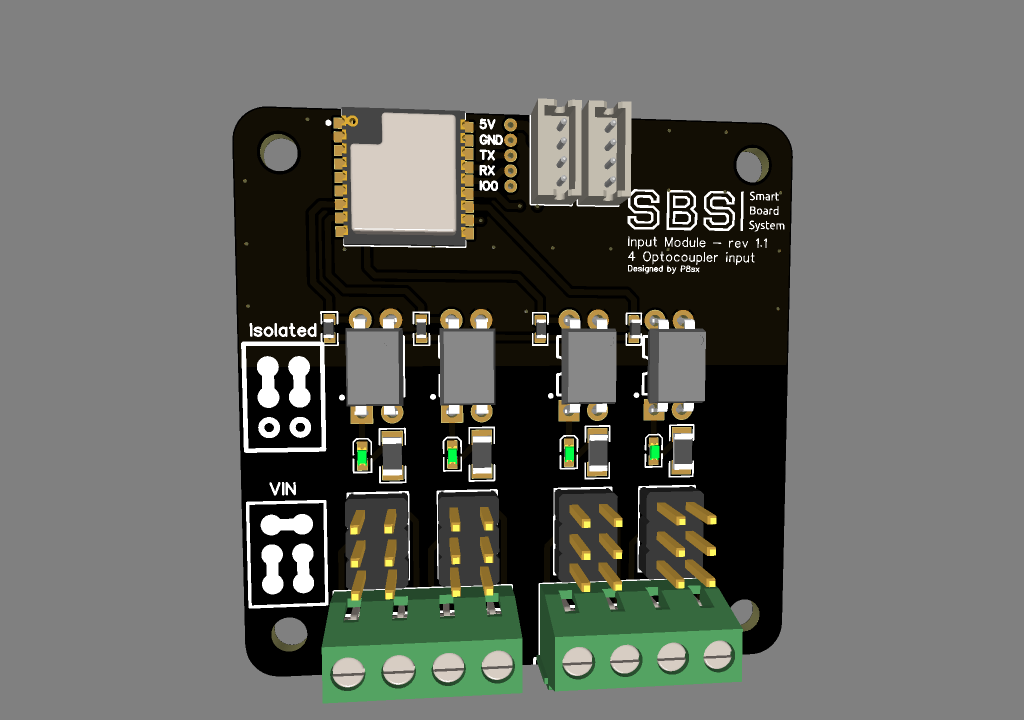 5V
GND
TX
RX
IO0
SBS
Smart
Board
System
Input Module - rev 1.1
4 Optocoupler input
Designed by P8ax
Isolated
VIN